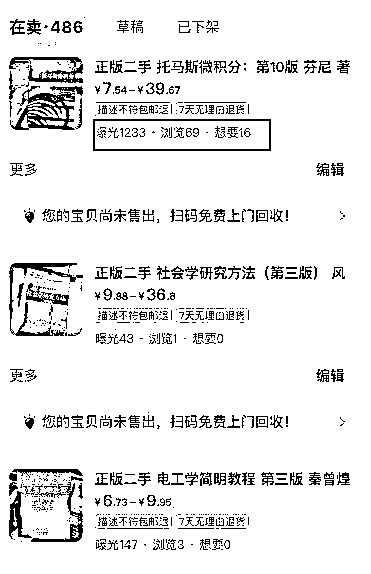 在卖·486 草稿 已下架
正版二手 托马斯微积分：第10版 芬尼 著
¥7.54-¥39.67
描述不符包邮退 7天无理由退货
曝光1233 · 浏览69 · 想要16
更多 编辑
您的宝贝尚未售出，扫码免费上门回收！ >
正版二手 社会学研究方法（第三版） 风
¥9.88-¥36.8
描述不符包邮退 7天无理由退货
曝光43 · 浏览1 · 想要0
更多 编辑
您的宝贝尚未售出，扫码免费上门回收！ >
正版二手 电工学简明教程 第三版 秦曾煌
¥6.73-¥9.95
描述不符包邮退 7天无理由退货
曝光147 · 浏览3 · 想要0